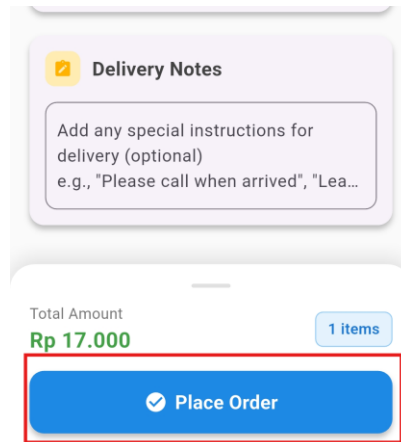 Delivery Notes
Add any special instructions for
delivery (optional)
e.g., "Please call when arrived", "Lea…
Total Amount
Rp 17.000
1 items
Place Order